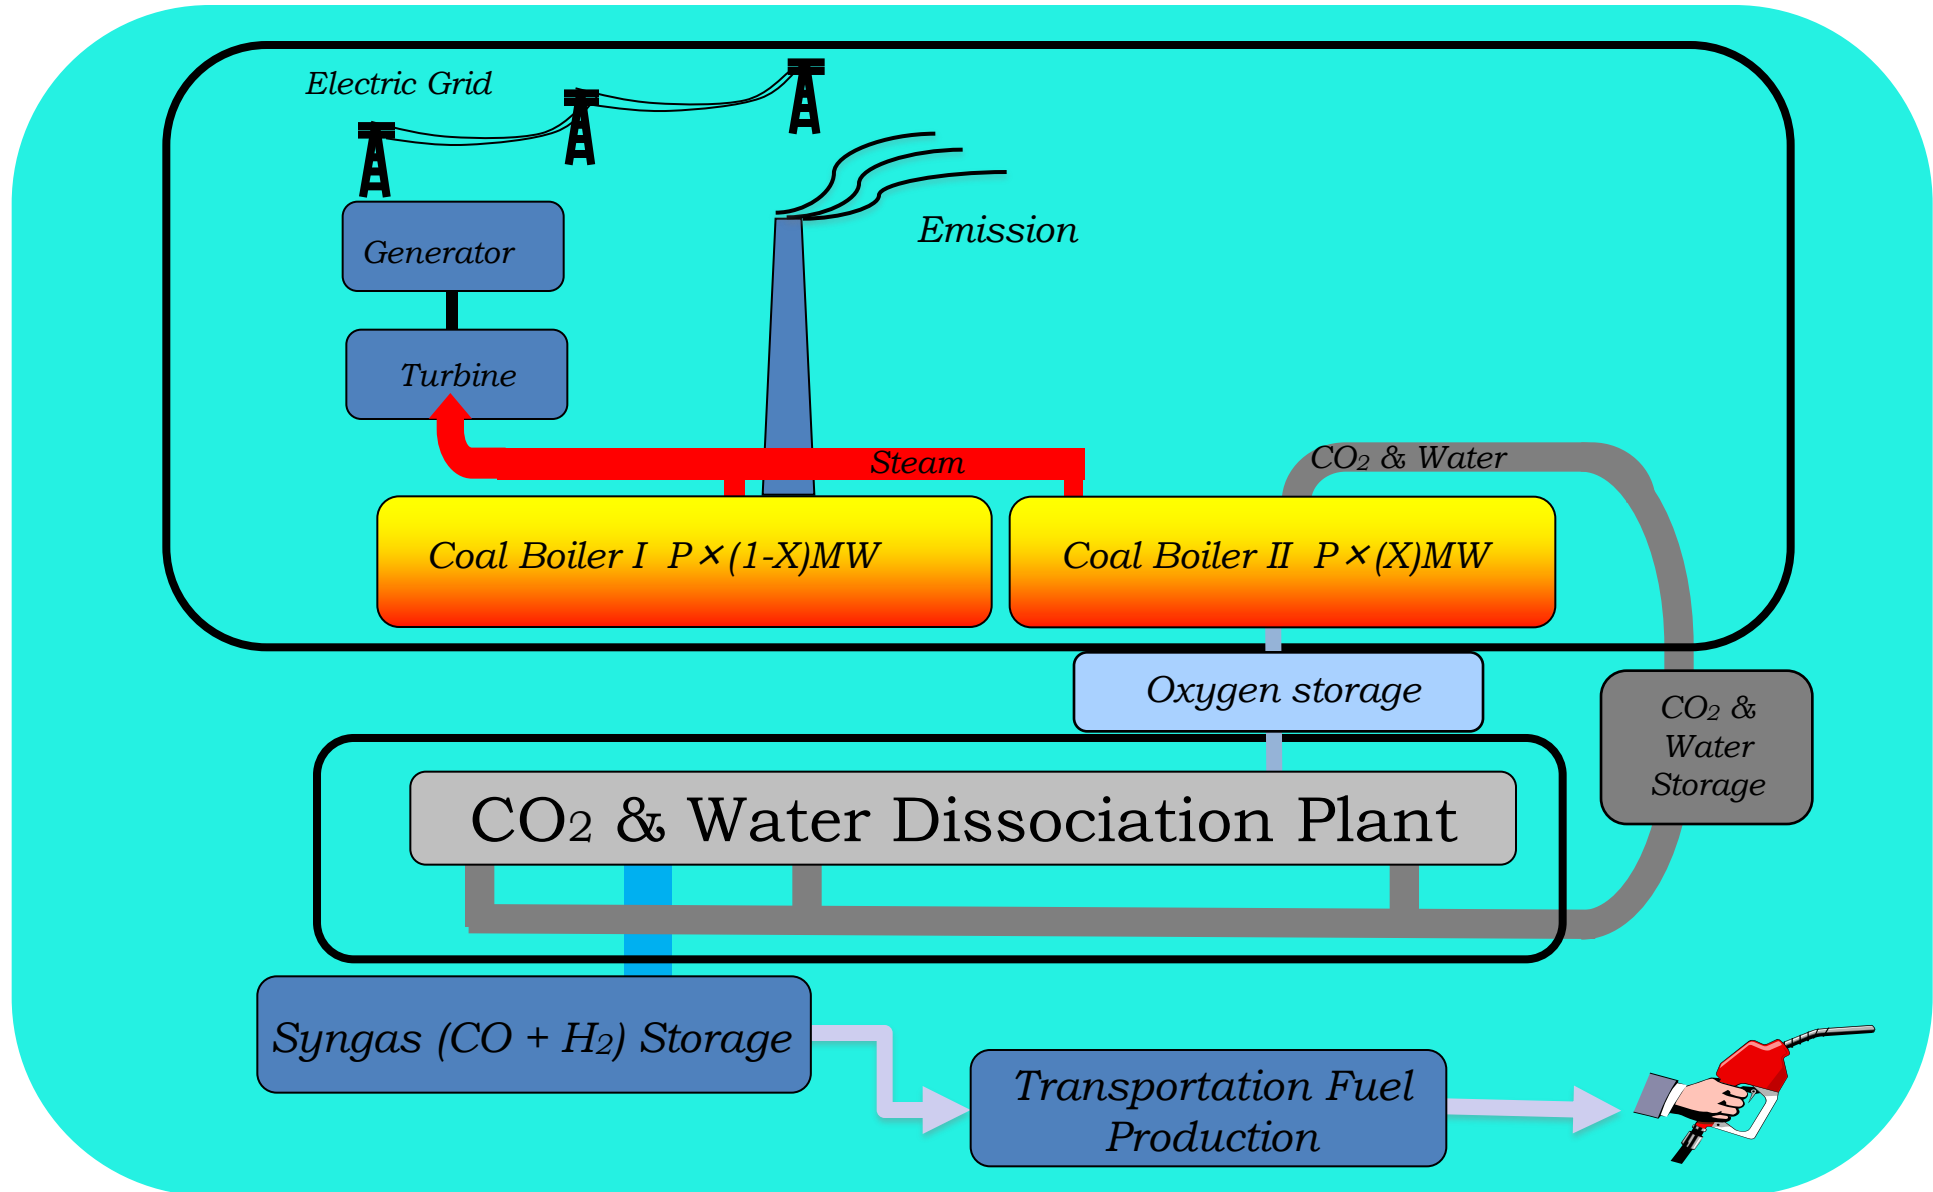 Electric Grid
Emission
Generator
Turbine
Steam
CO₂ & Water
Coal Boiler I P×(1-X)MW
Coal Boiler II P×(X)MW
Oxygen storage
CO₂ &
Water
Storage
CO₂ & Water Dissociation Plant
Syngas (CO + H₂) Storage
Transportation Fuel
Production